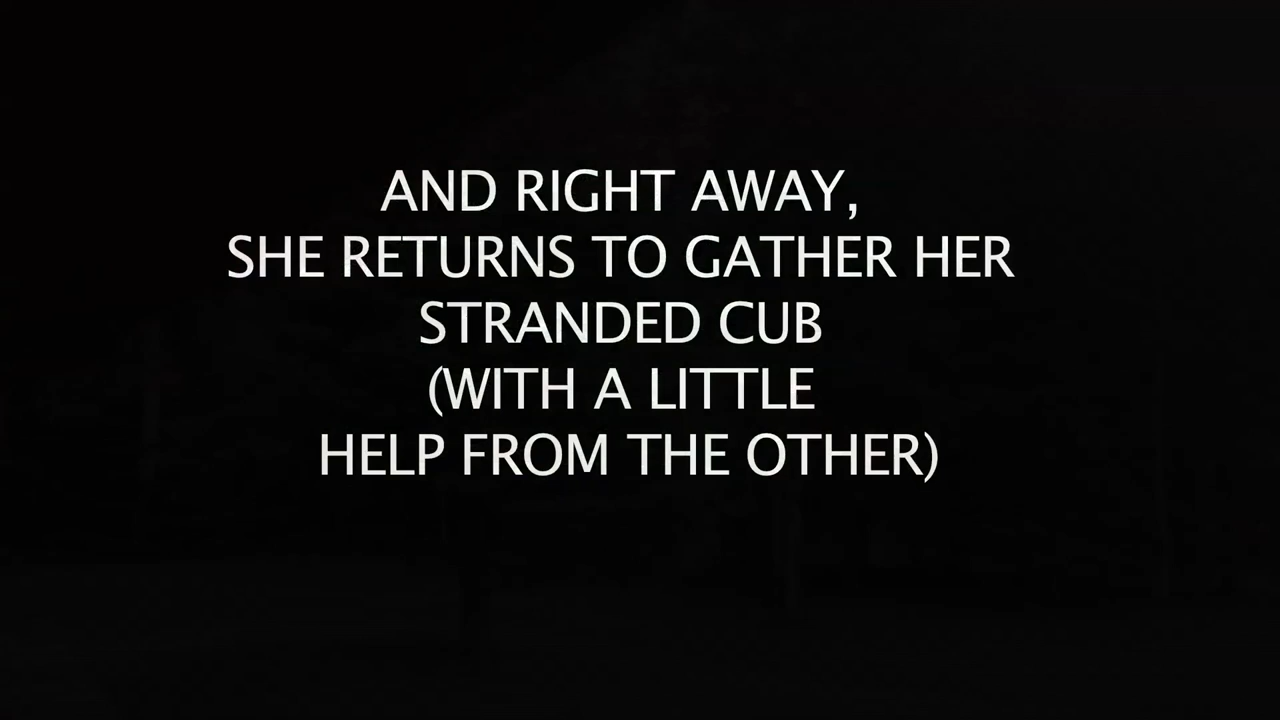 AND RIGHT AWAY,
SHE RETURNS TO GATHER HER
STRANDED CUB
(WITH A LITTLE
HELP FROM THE OTHER)